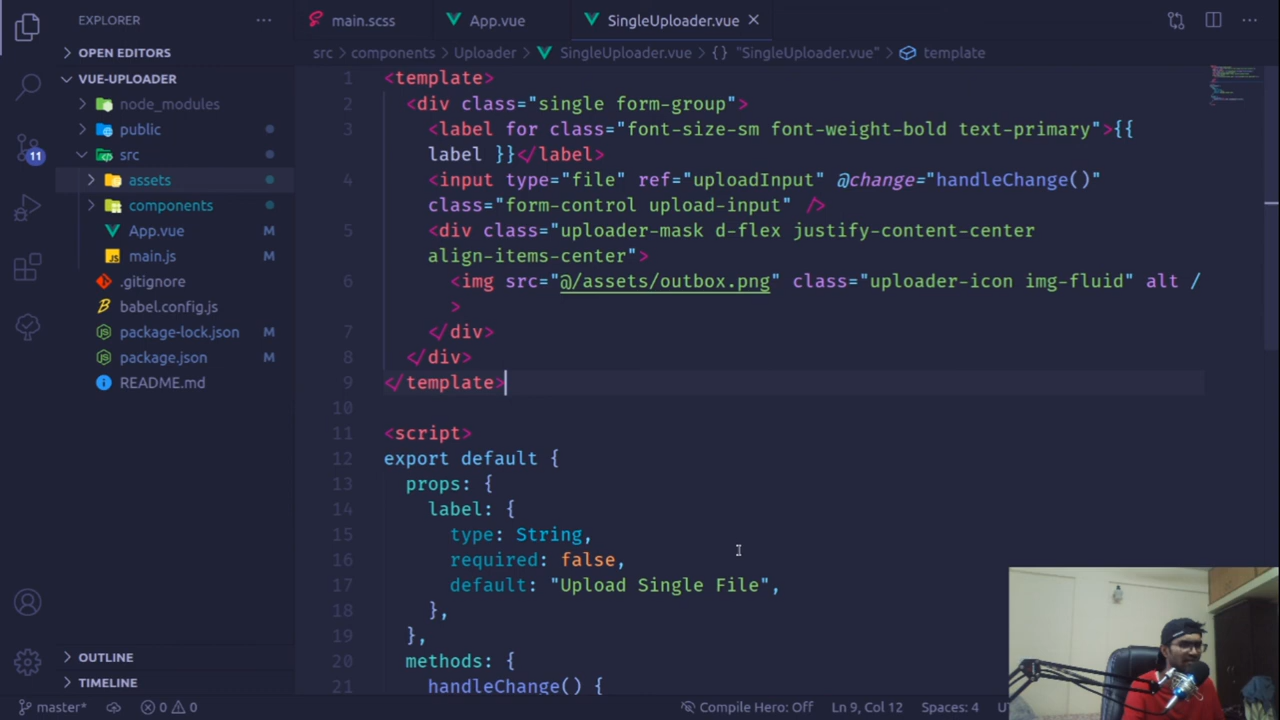 EXPLORER
main.scss
App.vue
SingleUploader.vue
OPEN EDITORS
VUE-UPLOADER
node_modules
public
src
assets
components
App.vue M
main.js M
.gitignore
babel.config.js
package-lock.json M
package.json M
README.md
OUTLINE
TIMELINE
11
src > components > Uploader > SingleUploader.vue > {} "SingleUploader.vue" > template
1 <template>
2 <div class="single form-group">
3 <label for class="font-size-sm font-weight-bold text-primary">{{
label }}</label>
4 <input type="file" ref="uploadInput" @change="handleChange()"
class="form-control upload-input" />
5 <div class="uploader-mask d-flex justify-content-center
align-items-center">
6 <img src="@/assets/outbox.png" class="uploader-icon img-fluid" alt /
>
7 </div>
8 </div>
9 </template>
10
11 <script>
12 export default {
13 props: {
14 label: {
15 type: String,
16 required: false,
17 default: "Upload Single File",
18 },
19 },
20 methods: {
21 handleChange() {
master* 0 0 Compile Hero: Off Ln 9, Col 12 Spaces: 4